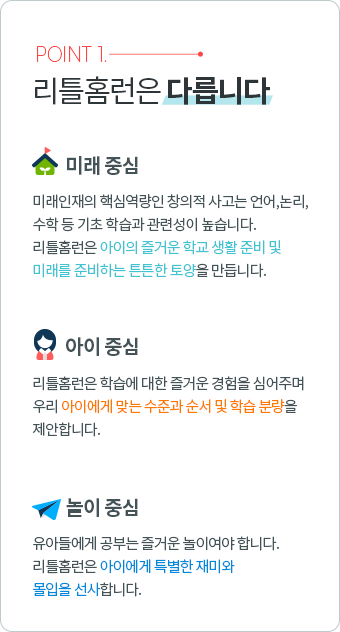 POINT 1.
리틀홈런은 다릅니다
미래 중심
미래인재의 핵심역량인 창의적 사고는 언어,논리,
수학 등 기초 학습과 관련성이 높습니다.
리틀홈런은 아이의 즐거운 학교 생활 준비 및
미래를 준비하는 튼튼한 토양을 만듭니다.
아이 중심
리틀홈런은 학습에 대한 즐거운 경험을 심어주며
우리 아이에게 맞는 수준과 순서 및 학습 분량을
제안합니다.
놀이 중심
유아들에게 공부는 즐거운 놀이여야 합니다.
리틀홈런은 아이에게 특별한 재미와
몰입을 선사합니다.